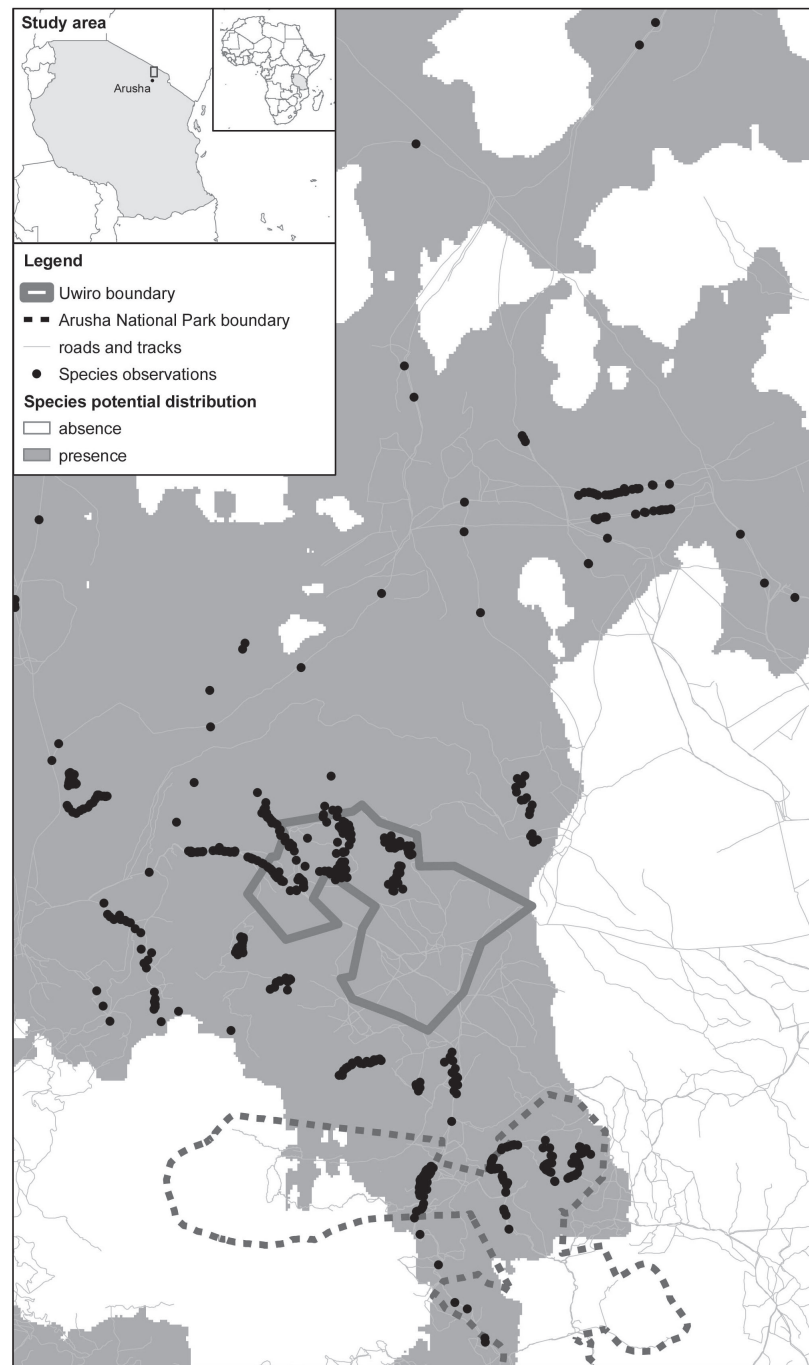 Study area
Arusha
Legend
Uwiro boundary
Arusha National Park boundary
roads and tracks
Species observations
Species potential distribution
absence
presence